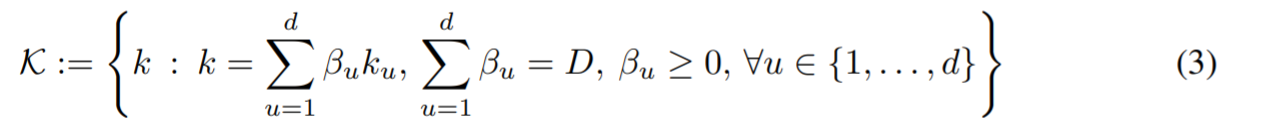 𝒦 := { k : k = ∑_{u=1}^{d} β_u k_u, ∑_{u=1}^{d} β_u = D, β_u ≥ 0, ∀u ∈ {1, . . . , d} } (3)